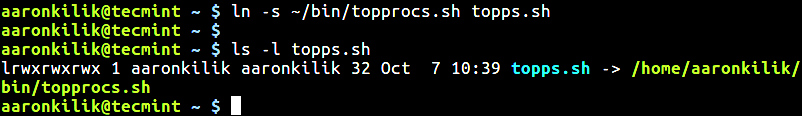 aaronkilik@tecmint ~ $ ln -s ~/bin/topprocs.sh topps.sh
aaronkilik@tecmint ~ $
aaronkilik@tecmint ~ $ ls -l topps.sh
lrwxrwxrwx 1 aaronkilik aaronkilik 32 Oct  7 10:39 topps.sh -> /home/aaronkilik/
bin/topprocs.sh
aaronkilik@tecmint ~ $